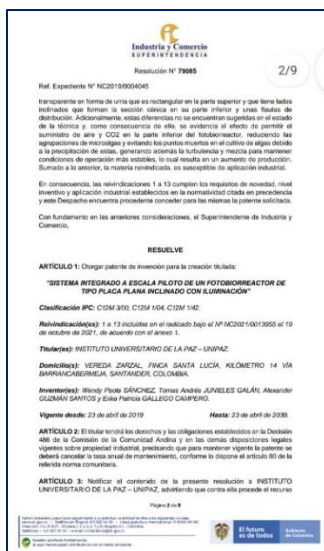 2/9
Industria y Comercio
SUPERINTENDENCIA
Resolución N° 79085
Ref. Expediente N° NC2019/0004045
transparente en forma de urna que es rectangular en la parte superior y que tiene lados
inclinados que forman la sección cónica en su parte inferior y unas flautas de
distribución. Adicionalmente, estas diferencias no se encuentran sugeridas en el estado
de la técnica y, como consecuencia de ella, se evidencia el efecto de permitir el
suministro de aire y CO2 en la parte inferior del fotobiorreactor, reduciendo las
agrupaciones de microalgas y evitando los puntos muertos en el cultivo de algas debido
a la precipitación de estas, generando además la turbulencia y mezcla para mantener
condiciones de operación más estables, lo cual resulta en un aumento de producción.
Sumado a lo anterior, la materia reivindicada, es susceptible de aplicación industrial.
En consecuencia, las reivindicaciones 1 a 13 cumplen los requisitos de novedad, nivel
inventivo y aplicación industrial establecidos en la normatividad citada en precedencia
y este Despacho encuentra procedente conceder para las mismas la patente solicitada.
Con fundamento en las anteriores consideraciones, el Superintendente de Industria y
Comercio,
RESUELVE
ARTÍCULO 1: Otorgar patente de invención para la creación titulada:
"SISTEMA INTEGRADO A ESCALA PILOTO DE UN FOTOBIORREACTOR DE
TIPO PLACA PLANA INCLINADO CON ILUMINACIÓN"
Clasificación IPC: C12M 3/00, C12M 1/04, C12M 1/42.
Reivindicación(es): 1 a 13 incluidas en el radicado bajo el N° NC2021/0013955 el 19
de octubre de 2021, de acuerdo con el anexo 1.
Titular(es): INSTITUTO UNIVERSITARIO DE LA PAZ – UNIPAZ.
Domicilio(s): VEREDA ZARZAL, FINCA SANTA LUCÍA, KILÓMETRO 14 VÍA
BARRANCABERMEJA, SANTANDER, COLOMBIA.
Inventor(es): Wendy Paola SÁNCHEZ, Tomas Andrés JUNIELES GALÁN, Alexander
GUZMÁN SANTOS y Erika Patricia GALLEGO CAMPERO.
Vigente desde: 23 de abril de 2019 Hasta: 23 de abril de 2039.
ARTÍCULO 2: El titular tendrá los derechos y las obligaciones establecidos en la Decisión
486 de la Comisión de la Comunidad Andina y en las demás disposiciones legales
vigentes sobre propiedad industrial, precisando que para mantener vigente la patente se
deberá cancelar la tasa anual de mantenimiento, conforme lo dispone el artículo 80 de la
referida norma comunitaria.
ARTÍCULO 3: Notificar el contenido de la presente resolución a INSTITUTO
UNIVERSITARIO DE LA PAZ – UNIPAZ, advirtiendo que contra ella procede el recurso
El futuro
es de todos
Gobierno
de Colombia